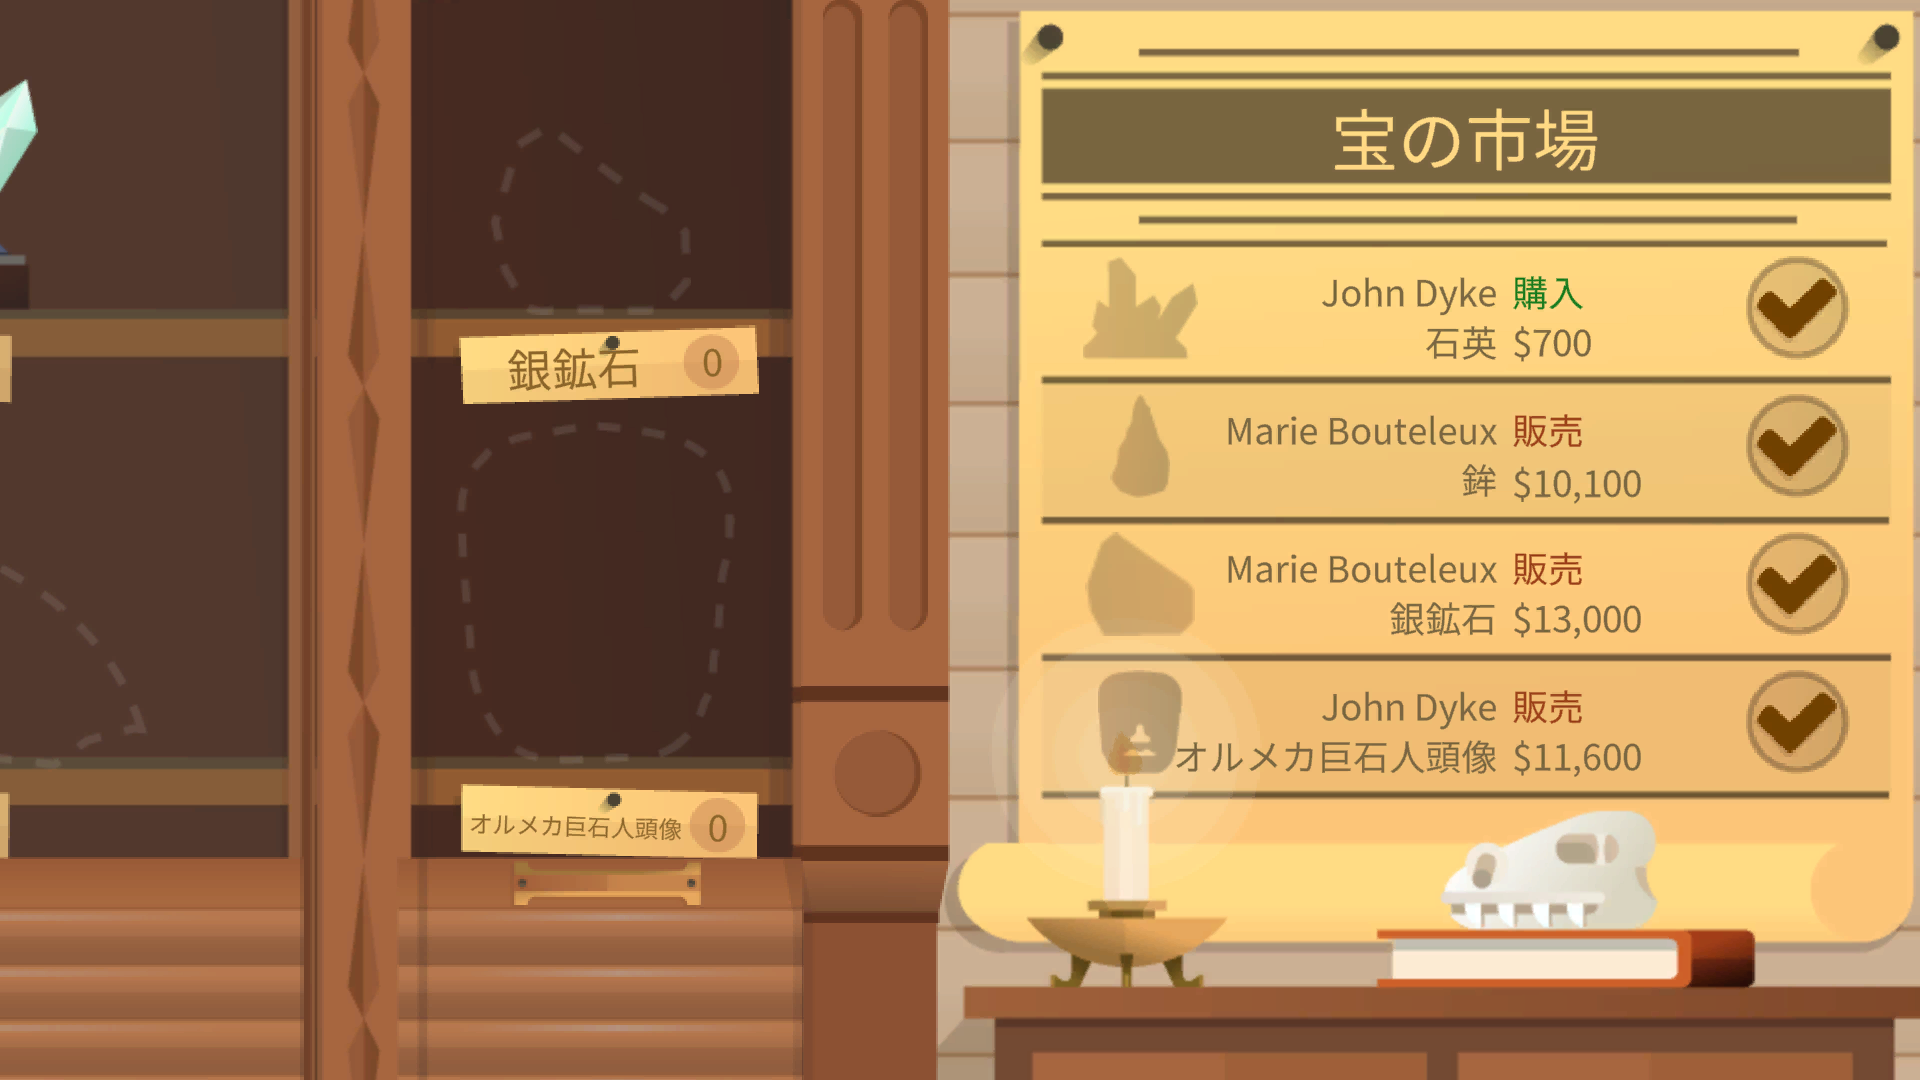 銀鉱石 0
オルメカ巨石人頭像 0
宝の市場
John Dyke 購入
石英 $700
Marie Bouteleux 販売
鉾 $10,100
Marie Bouteleux 販売
銀鉱石 $13,000
John Dyke 販売
オルメカ巨石人頭像 $11,600